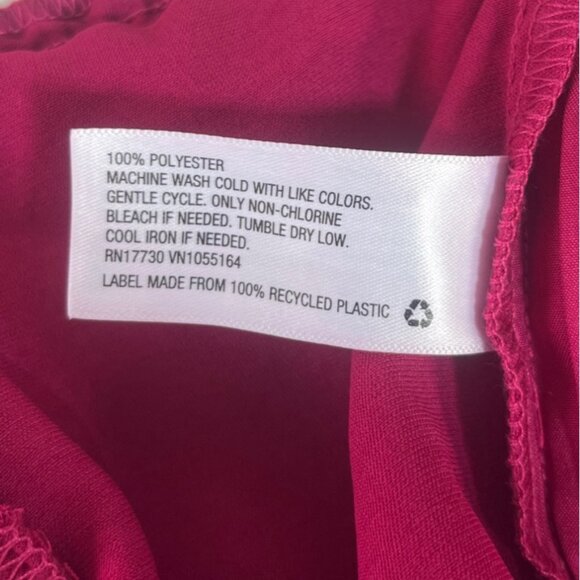 100% POLYESTER
MACHINE WASH COLD WITH LIKE COLORS.
GENTLE CYCLE. ONLY NON-CHLORINE
BLEACH IF NEEDED. TUMBLE DRY LOW.
COOL IRON IF NEEDED.
RN17730 VN1055164
LABEL MADE FROM 100% RECYCLED PLASTIC